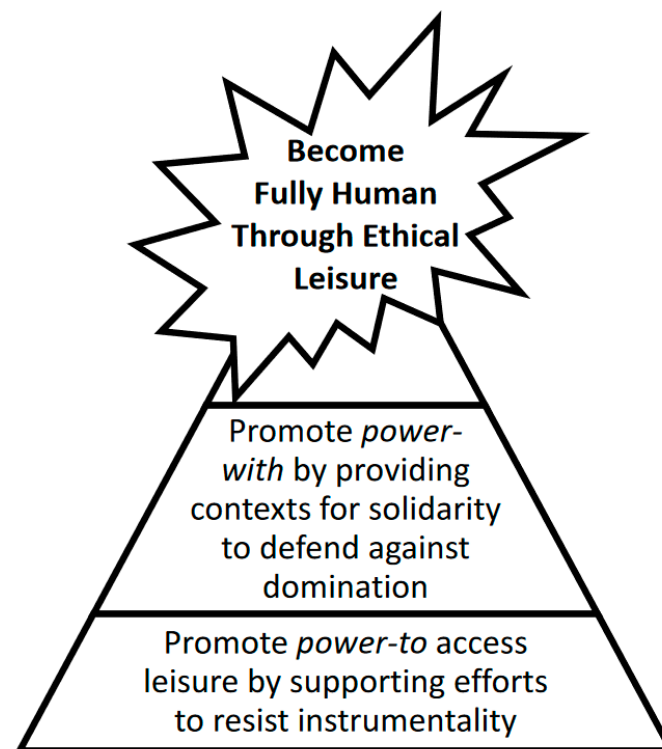 Become
Fully Human
Through Ethical
Leisure
Promote power-
with by providing
contexts for solidarity
to defend against
domination
Promote power-to access
leisure by supporting efforts
to resist instrumentality